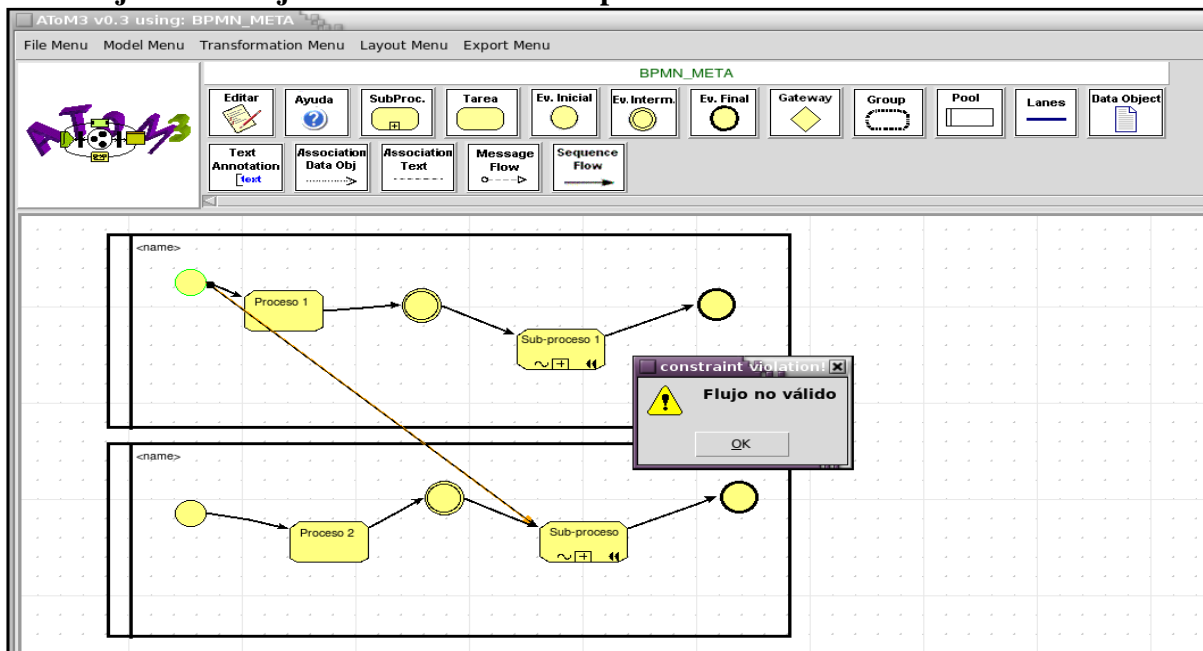 AToM3 v0.3 using: BPMN_META
File Menu Model Menu Transformation Menu Layout Menu Export Menu
BPMN_META
Editar
Ayuda
SubProc.
Tarea
Ev. Inicial
Ev. Interm.
Ev. Final
Gateway
Group
Pool
Lanes
Data Object
Text
Annotation
[text
Association
Data Obj
Association
Text
Message
Flow
Sequence
Flow
ATOM3
<name>
Proceso 1
Sub-proceso 1
constraint Violation!
Flujo no válido
OK
<name>
Proceso 2
Sub-proceso